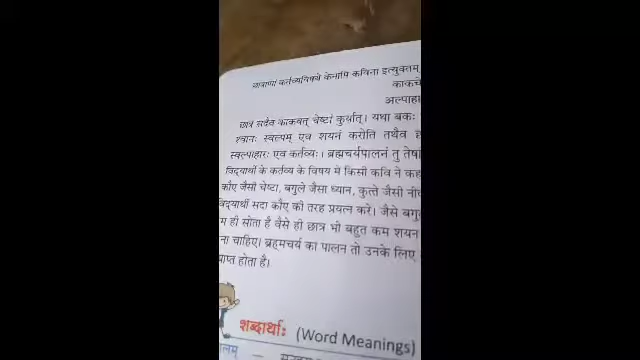 छात्राणां कर्तव्यविषये केनापि कविना इत्युक्तम्
काकचे
अल्पाहा
छात्रः सदैव काकवत् चेष्टां कुर्यात्। यथा बकः
श्वानः स्वल्पम् एव शयनं करोति तथैव छ
स्वल्पाहारः एव कर्तव्यः। ब्रह्मचर्यपालनं तु तेषां
विद्यार्थी के कर्तव्य के विषय में किसी कवि ने कह
कौए जैसी चेष्टा, बगुले जैसा ध्यान, कुत्ते जैसी नीं
विद्यार्थी सदा कौए की तरह प्रयत्न करे। जैसे बगु
म ही सोता है वैसे ही छात्र भी बहुत कम शयन
ना चाहिए। ब्रह्मचर्य का पालन तो उनके लिए
प्राप्त होता है।
शब्दार्थाः (Word Meanings)